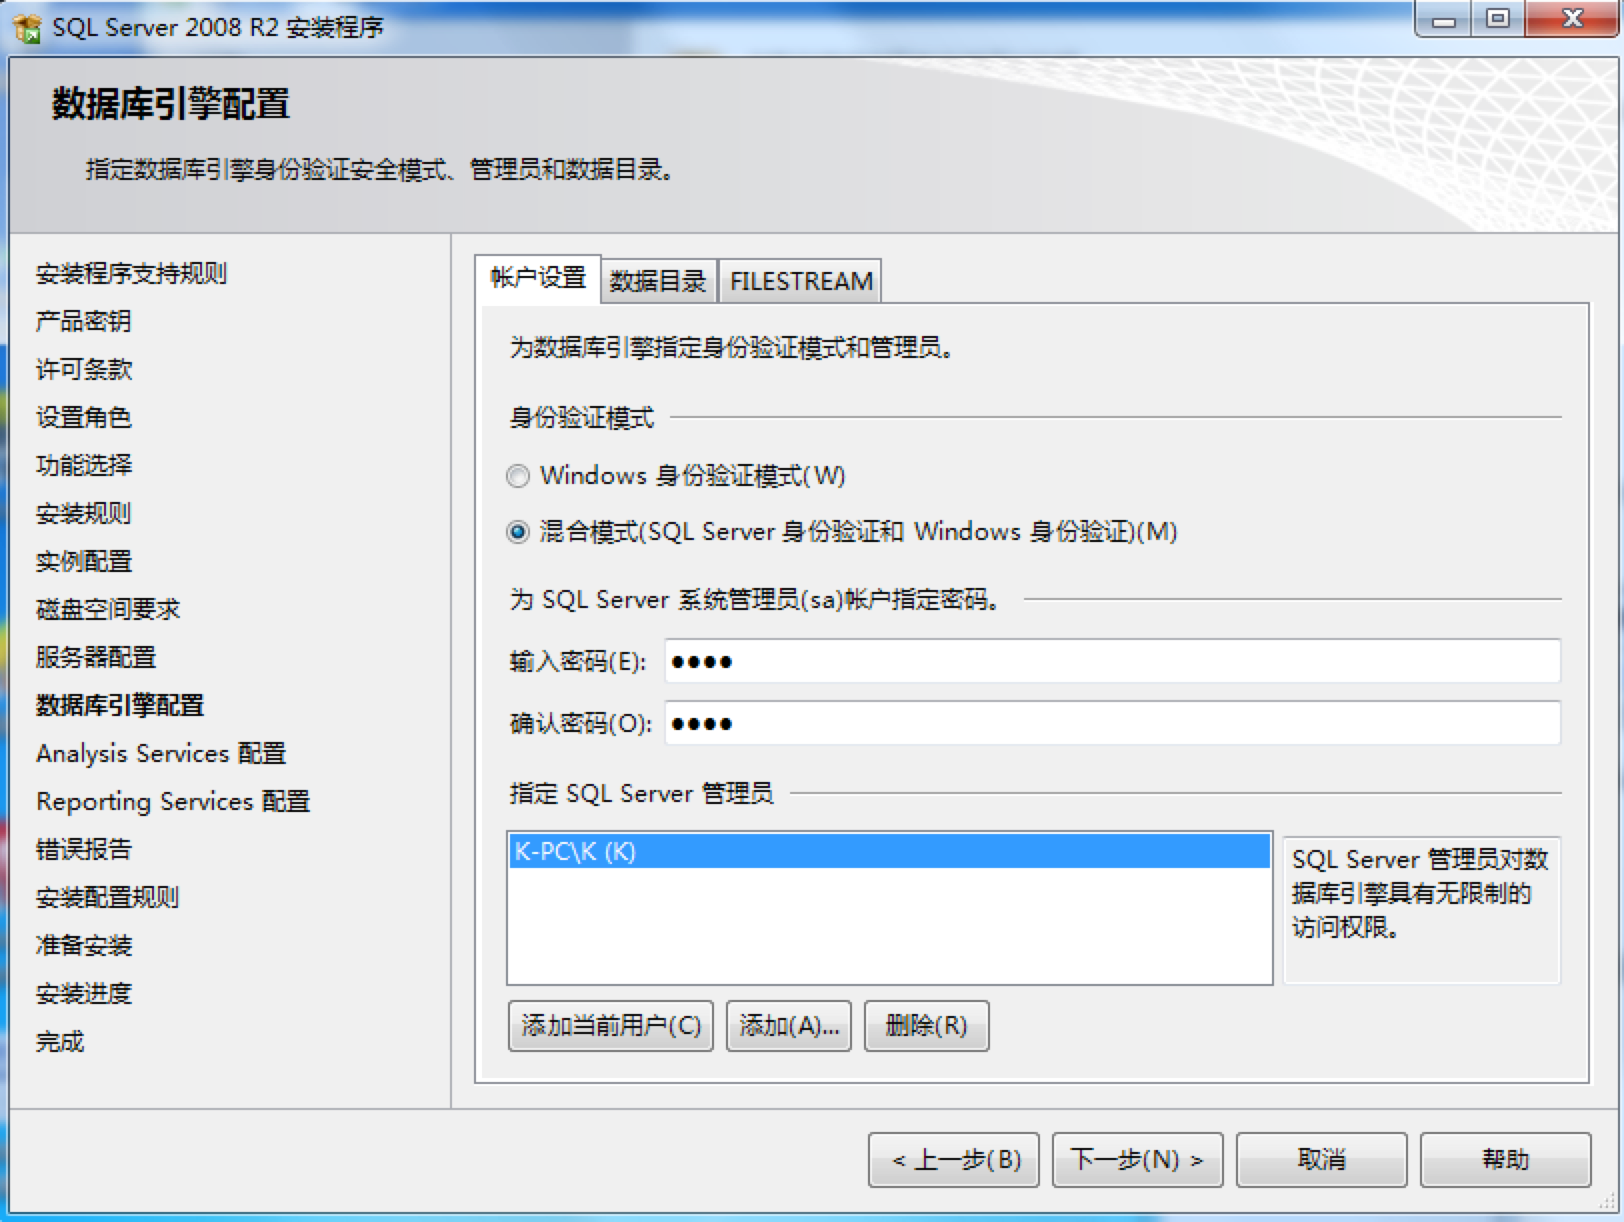 SQL Server 2008 R2 安装程序
数据库引擎配置
指定数据库引擎身份验证安全模式、管理员和数据目录。
安装程序支持规则
产品密钥
许可条款
设置角色
功能选择
安装规则
实例配置
磁盘空间要求
服务器配置
数据库引擎配置
Analysis Services 配置
Reporting Services 配置
错误报告
安装配置规则
准备安装
安装进度
完成
帐户设置 数据目录 FILESTREAM
为数据库引擎指定身份验证模式和管理员。
身份验证模式
Windows 身份验证模式(W)
混合模式(SQL Server 身份验证和 Windows 身份验证)(M)
为 SQL Server 系统管理员(sa)帐户指定密码。
输入密码(E): ●●●●
确认密码(O): ●●●●
指定 SQL Server 管理员
K-PC\K (K)
SQL Server 管理员对数
据库引擎具有无限制的
访问权限。
添加当前用户(C) 添加(A)... 删除(R)
< 上一步(B) 下一步(N) > 取消 帮助